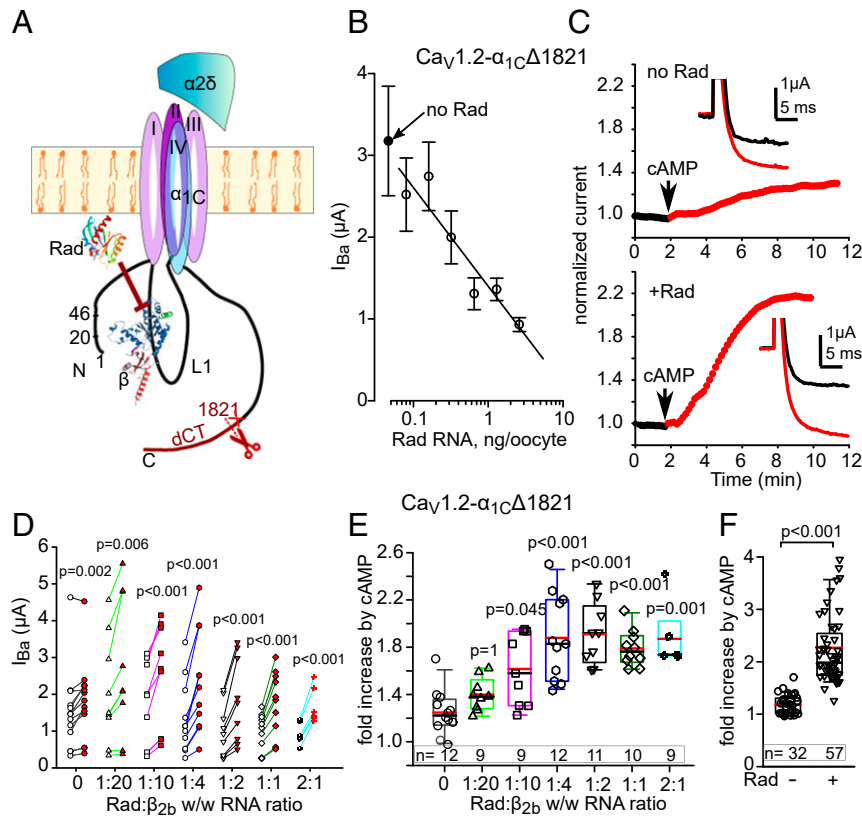 A
α2δ
I
II
III
IV
α1C
Rad
46
20
1
N
β
L1
1821
dCT
C
B
CaV1.2-α1CΔ1821
no Rad
IBa (μA)
4
3
2
1
0
0.1
1
10
Rad RNA, ng/oocyte
C
no Rad
1μA
5 ms
cAMP
normalized current
2.2
1.8
1.4
1.0
+Rad
1μA
5 ms
cAMP
2.2
1.8
1.4
1.0
0 2 4 6 8 10 12
Time (min)
CaV1.2-α1CΔ1821
D
p=0.002
p=0.006
p<0.001
p<0.001
p<0.001
p<0.001
p<0.001
IBa (μA)
6
5
4
3
2
1
0
0 1:20 1:10 1:4 1:2 1:1 2:1
Rad:β2b w/w RNA ratio
E
p=1
p=0.045
p<0.001
p<0.001
p<0.001
p=0.001
fold increase by cAMP
2.6
2.2
1.8
1.4
1.0
n= 12 9 9 12 11 10 9
0 1:20 1:10 1:4 1:2 1:1 2:1
Rad:β2b w/w RNA ratio
F
p<0.001
fold increase by cAMP
4
3
2
1
0
n= 32 57
Rad − +